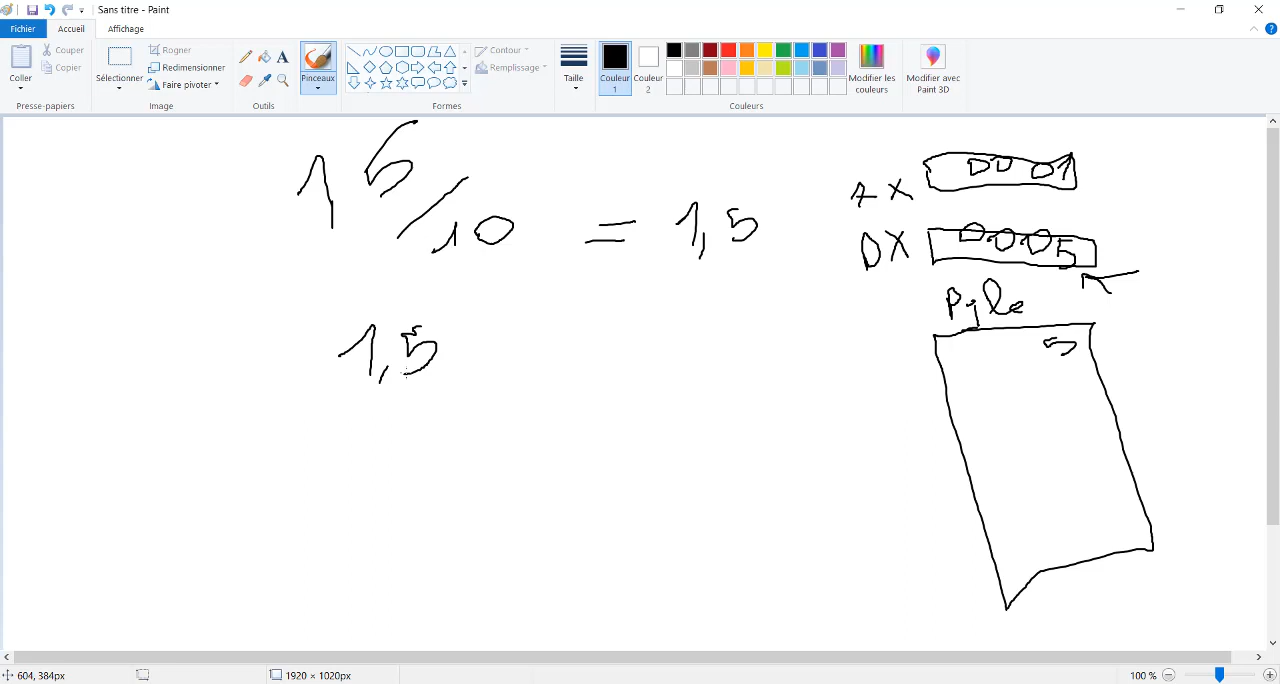 Sans titre - Paint
Fichier Accueil Affichage
Coller Couper Copier
Presse-papiers
Sélectionner Rogner Redimensionner Faire pivoter
Image
A
Outils
Pinceaux
Contour Remplissage
Formes
Taille
Couleur 1 Couleur 2
Couleurs
Modifier les couleurs
Modifier avec Paint 3D
15/10 = 1,5
1,5
AX 0001
DX 0005
Pile
5
604, 384px
1920 × 1020px
100 %